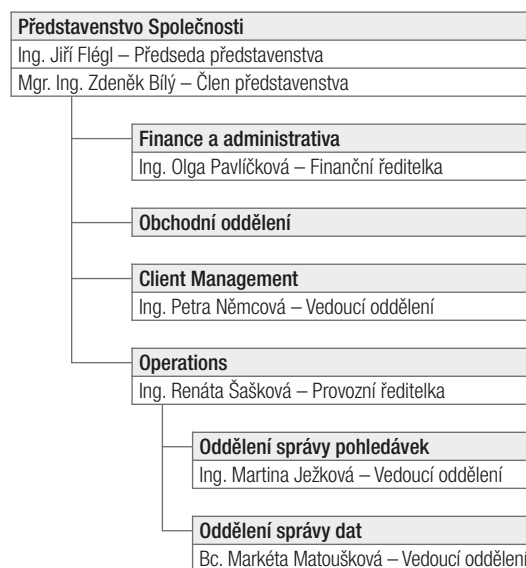 Představenstvo Společnosti
Ing. Jiří Flégl – Předseda představenstva
Mgr. Ing. Zdeněk Bílý – Člen představenstva
Finance a administrativa
Ing. Olga Pavlíčková – Finanční ředitelka
Obchodní oddělení
Client Management
Ing. Petra Němcová – Vedoucí oddělení
Operations
Ing. Renáta Šašková – Provozní ředitelka
Oddělení správy pohledávek
Ing. Martina Ježková – Vedoucí oddělení
Oddělení správy dat
Bc. Markéta Matoušková – Vedoucí oddělení